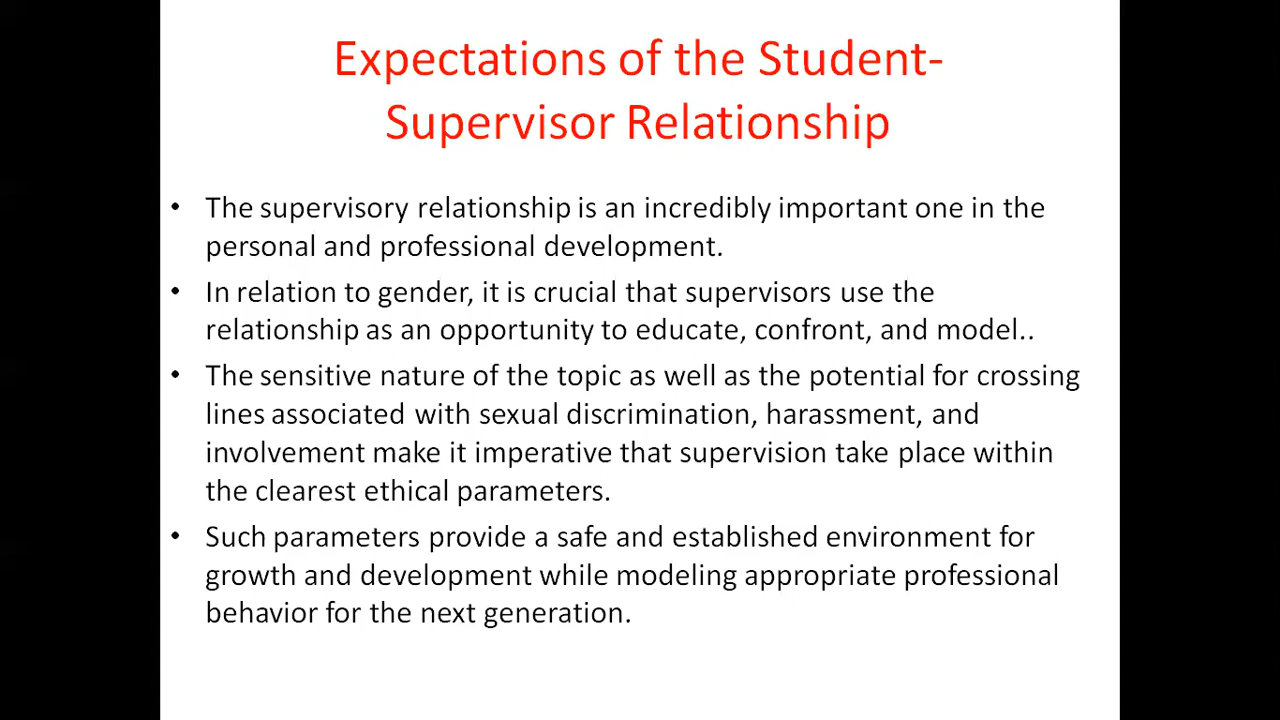 Expectations of the Student-
Supervisor Relationship
• The supervisory relationship is an incredibly important one in the
personal and professional development.
• In relation to gender, it is crucial that supervisors use the
relationship as an opportunity to educate, confront, and model..
• The sensitive nature of the topic as well as the potential for crossing
lines associated with sexual discrimination, harassment, and
involvement make it imperative that supervision take place within
the clearest ethical parameters.
• Such parameters provide a safe and established environment for
growth and development while modeling appropriate professional
behavior for the next generation.